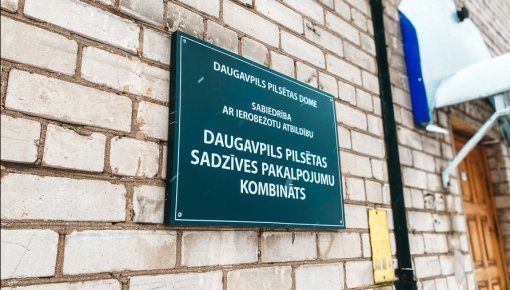 DAUGAVPILS PILSĒTAS DOME
SABIEDRĪBA
AR IEROBEŽOTU ATBILDĪBU
DAUGAVPILS PILSĒTAS
SADZĪVES PAKALPOJUMU
KOMBINĀTS